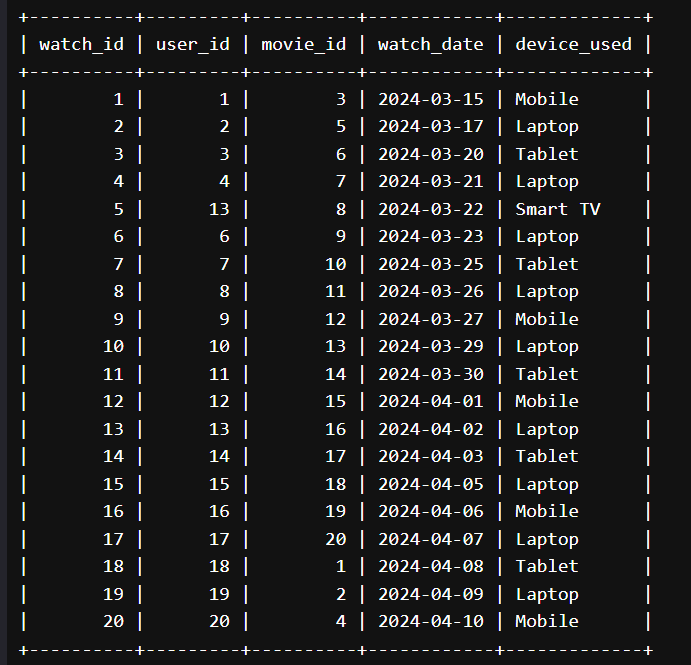 +----------+---------+----------+------------+-------------+
| watch_id | user_id | movie_id | watch_date | device_used |
+----------+---------+----------+------------+-------------+
|        1 |       1 |        3 | 2024-03-15 | Mobile      |
|        2 |       2 |        5 | 2024-03-17 | Laptop      |
|        3 |       3 |        6 | 2024-03-20 | Tablet      |
|        4 |       4 |        7 | 2024-03-21 | Laptop      |
|        5 |      13 |        8 | 2024-03-22 | Smart TV    |
|        6 |       6 |        9 | 2024-03-23 | Laptop      |
|        7 |       7 |       10 | 2024-03-25 | Tablet      |
|        8 |       8 |       11 | 2024-03-26 | Laptop      |
|        9 |       9 |       12 | 2024-03-27 | Mobile      |
|       10 |      10 |       13 | 2024-03-29 | Laptop      |
|       11 |      11 |       14 | 2024-03-30 | Tablet      |
|       12 |      12 |       15 | 2024-04-01 | Mobile      |
|       13 |      13 |       16 | 2024-04-02 | Laptop      |
|       14 |      14 |       17 | 2024-04-03 | Tablet      |
|       15 |      15 |       18 | 2024-04-05 | Laptop      |
|       16 |      16 |       19 | 2024-04-06 | Mobile      |
|       17 |      17 |       20 | 2024-04-07 | Laptop      |
|       18 |      18 |        1 | 2024-04-08 | Tablet      |
|       19 |      19 |        2 | 2024-04-09 | Laptop      |
|       20 |      20 |        4 | 2024-04-10 | Mobile      |
+----------+---------+----------+------------+-------------+